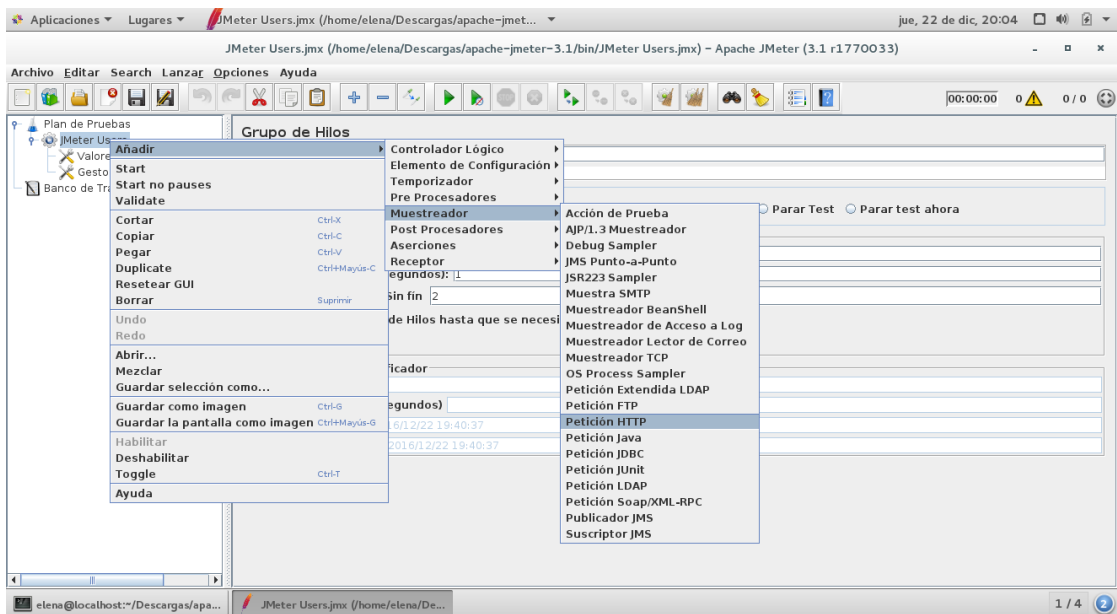 Aplicaciones Lugares JMeter Users.jmx (/home/elena/Descargas/apache-jmet... jue, 22 de dic, 20:04
JMeter Users.jmx (/home/elena/Descargas/apache-jmeter-3.1/bin/JMeter Users.jmx) - Apache JMeter (3.1 r1770033)
Archivo Editar Search Lanzar Opciones Ayuda
00:00:00 0 0 / 0
Plan de Pruebas
JMeter Users
Valore
Gesto
Banco de Tra
Grupo de Hilos
Parar Test Parar test ahora
egundos): 1
Sin fin 2
de Hilos hasta que se necesi
ficador
egundos)
16/12/22 19:40:37
2016/12/22 19:40:37
Añadir
Start
Start no pauses
Validate
Cortar Ctrl-X
Copiar Ctrl-C
Pegar Ctrl-V
Duplicate Ctrl+Mayús-C
Resetear GUI
Borrar Suprimir
Undo
Redo
Abrir...
Mezclar
Guardar selección como...
Guardar como imagen Ctrl-G
Guardar la pantalla como imagen Ctrl+Mayús-G
Habilitar
Deshabilitar
Toggle Ctrl-T
Ayuda
Controlador Lógico
Elemento de Configuración
Temporizador
Pre Procesadores
Muestreador
Post Procesadores
Aserciones
Receptor
Acción de Prueba
AJP/1.3 Muestreador
Debug Sampler
JMS Punto-a-Punto
JSR223 Sampler
Muestra SMTP
Muestreador BeanShell
Muestreador de Acceso a Log
Muestreador Lector de Correo
Muestreador TCP
OS Process Sampler
Petición Extendida LDAP
Petición FTP
Petición HTTP
Petición Java
Petición JDBC
Petición JUnit
Petición LDAP
Petición Soap/XML-RPC
Publicador JMS
Suscriptor JMS
elena@localhost:~/Descargas/apa... JMeter Users.jmx (/home/elena/De... 1 / 4 2